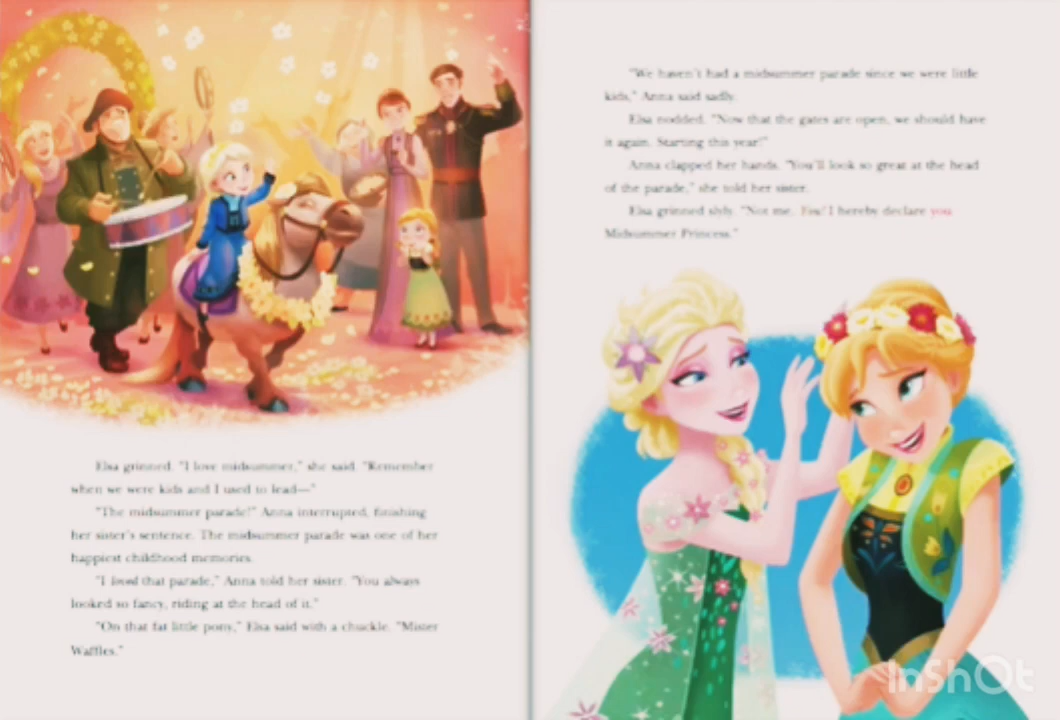 Elsa grinned. "I love midsummer," she said. "Remember
when we were kids and I used to lead—"
"The midsummer parade!" Anna interrupted, finishing
her sister's sentence. The midsummer parade was one of her
happiest childhood memories.
"I loved that parade," Anna told her sister. "You always
looked so fancy, riding at the head of it."
"On that fat little pony," Elsa said with a chuckle. "Mister
Waffles."
"We haven't had a midsummer parade since we were little
kids," Anna said sadly.
Elsa nodded. "Now that the gates are open, we should have
it again. Starting this year!"
Anna clapped her hands. "You'll look so great at the head
of the parade," she told her sister.
Elsa grinned slyly. "Not me. You! I hereby declare you
Midsummer Princess."
InShOt